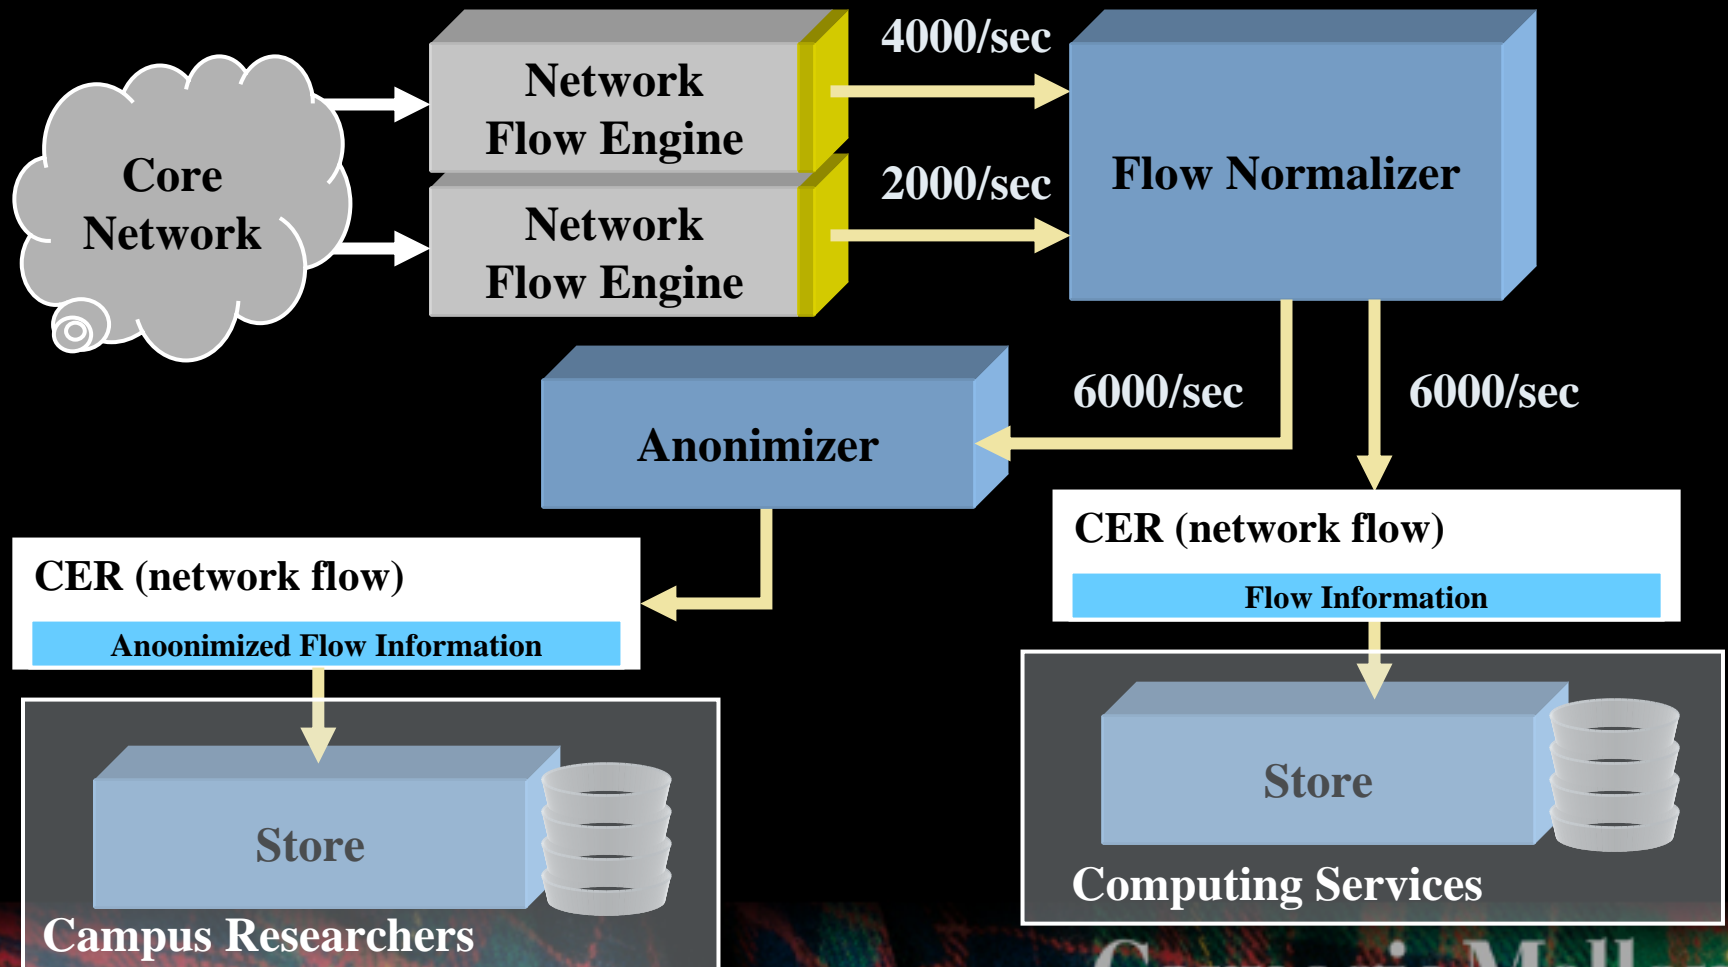 4000/sec
Network
Flow Engine
Core
Network
Flow Normalizer
2000/sec
Network
Flow Engine
6000/sec
6000/sec
Anonimizer
CER (network flow)
Flow Information
CER (network flow)
Anoonimized Flow Information
Store
Computing Services
Store
Campus Researchers